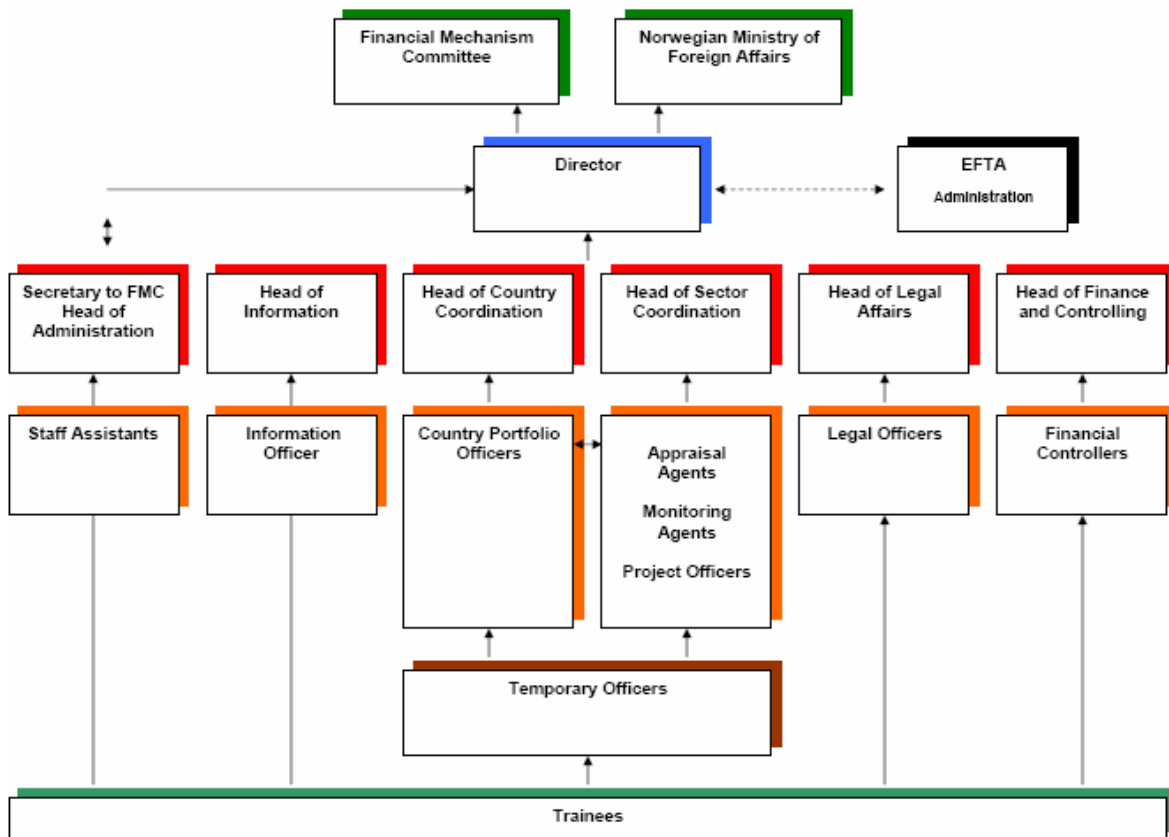 Financial Mechanism
Committee
Norwegian Ministry of
Foreign Affairs
Director
EFTA
Administration
Secretary to FMC
Head of
Administration
Head of
Information
Head of Country
Coordination
Head of Sector
Coordination
Head of Legal
Affairs
Head of Finance
and Controlling
Staff Assistants
Information
Officer
Country Portfolio
Officers
Appraisal
Agents
Monitoring
Agents
Project Officers
Legal Officers
Financial
Controllers
Temporary Officers
Trainees